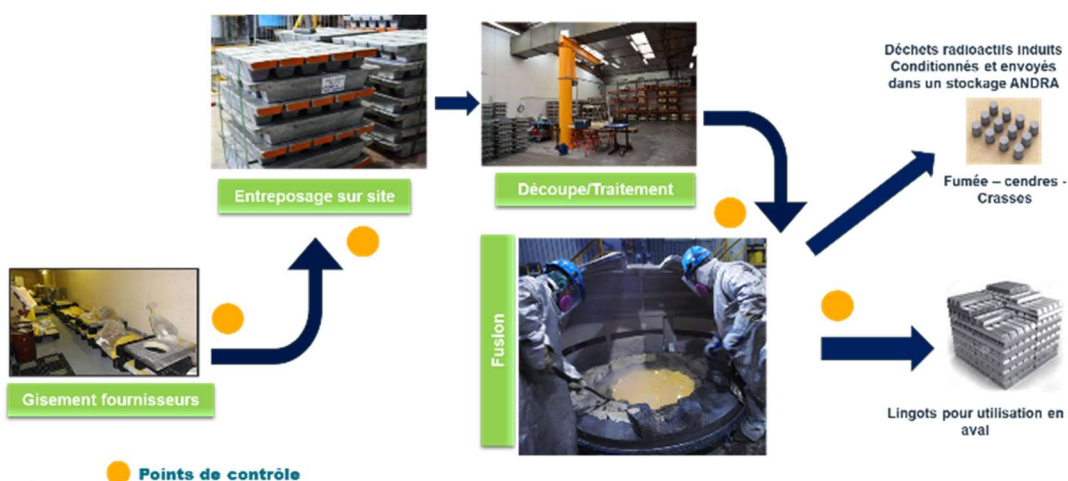 Déchets radioactifs induits
Conditionnés et envoyés
dans un stockage ANDRA
Entreposage sur site
Découpe/Traitement
Fumée – cendres -
Crasses
Fusion
Gisement fournisseurs
Lingots pour utilisation en
aval
Points de contrôle